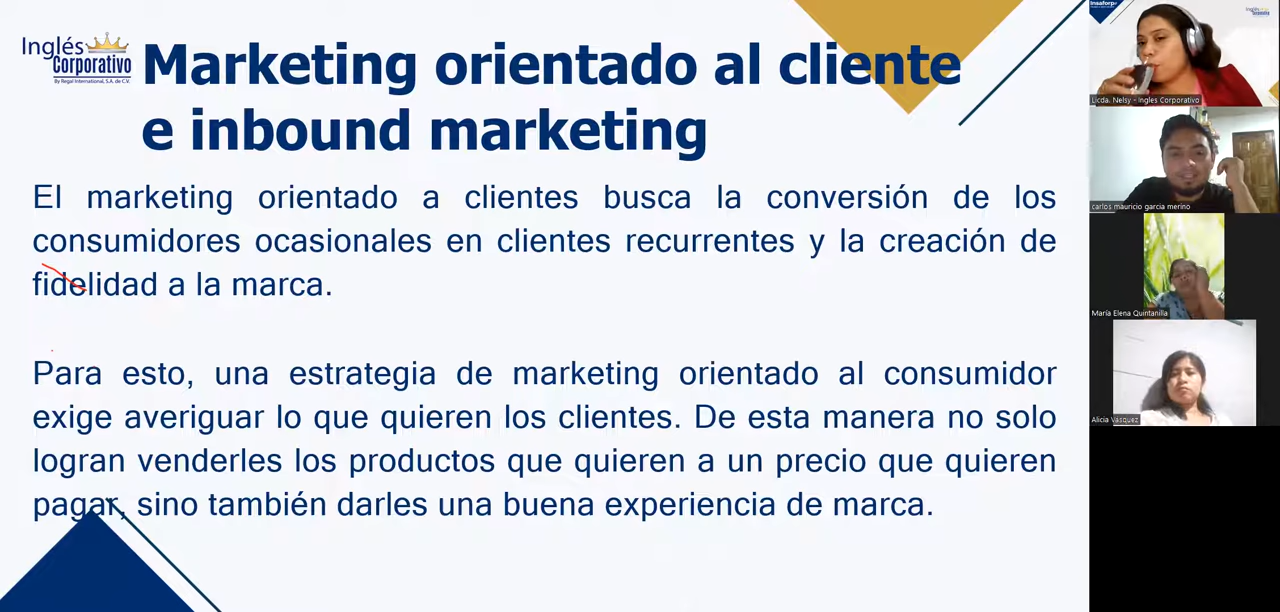 Inglés
Corporativo
By Regal International, S.A. de C.V.
Marketing orientado al cliente
e inbound marketing
El marketing orientado a clientes busca la conversión de los
consumidores ocasionales en clientes recurrentes y la creación de
fidelidad a la marca.
Para esto, una estrategia de marketing orientado al consumidor
exige averiguar lo que quieren los clientes. De esta manera no solo
logran venderles los productos que quieren a un precio que quieren
pagar, sino también darles una buena experiencia de marca.
Insaforp
Licda. Nelsy - Ingles Corporativo
carlos mauricio garcia merino
María Elena Quintanilla
Alicia Vásquez